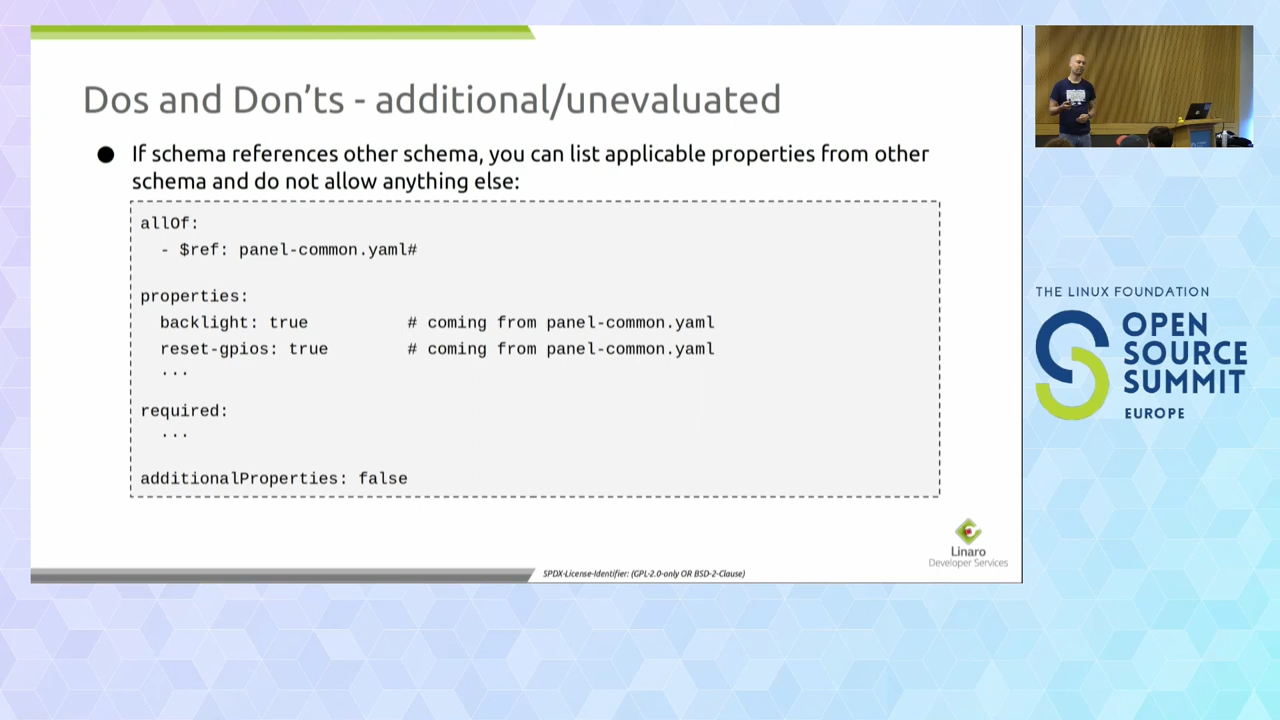 Dos and Don'ts - additional/unevaluated
● If schema references other schema, you can list applicable properties from other
schema and do not allow anything else:
allOf:
  - $ref: panel-common.yaml#
properties:
  backlight: true          # coming from panel-common.yaml
  reset-gpios: true        # coming from panel-common.yaml
  ...
required:
  ...
additionalProperties: false
Linaro
Developer Services
SPDX-License-Identifier: (GPL-2.0-only OR BSD-2-Clause)
THE LINUX FOUNDATION
OPEN
SOURCE
SUMMIT
EUROPE